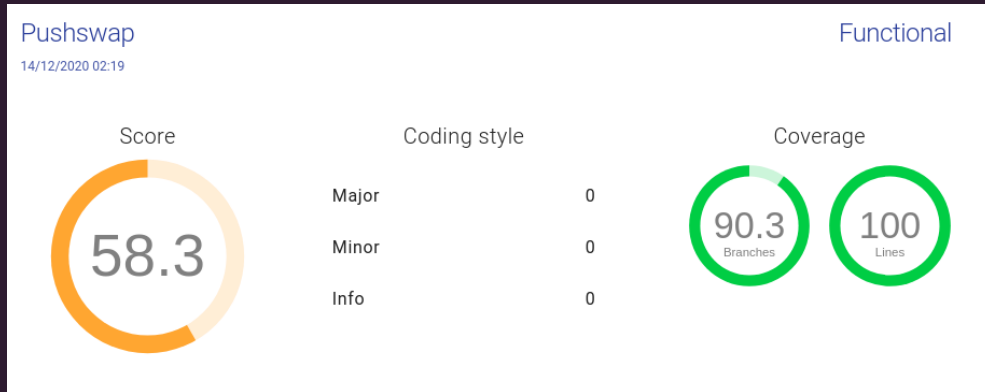 Pushswap
Functional
14/12/2020 02:19
Score
Coding style
Coverage
58.3
Major 0
Minor 0
Info 0
90.3
Branches
100
Lines